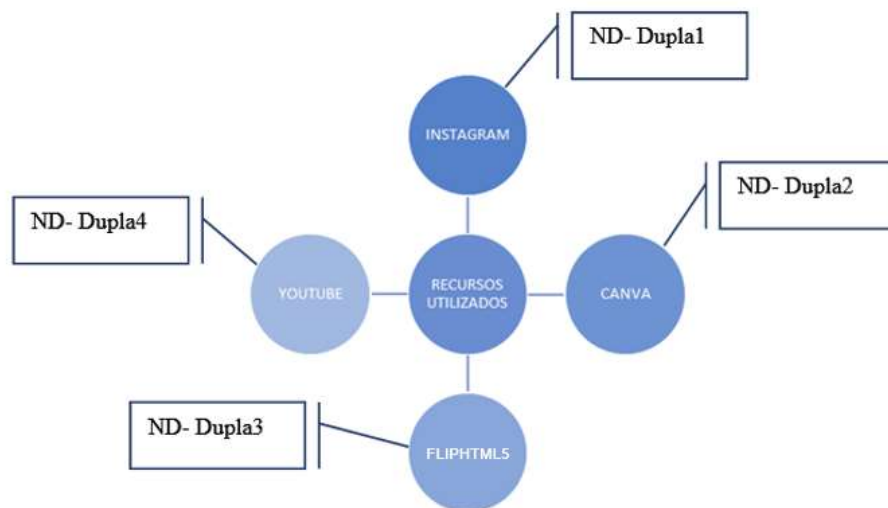 ND- Dupla1
INSTAGRAM
ND- Dupla2
ND- Dupla4
YOUTUBE
RECURSOS
UTILIZADOS
CANVA
ND- Dupla3
FLIPHTML5